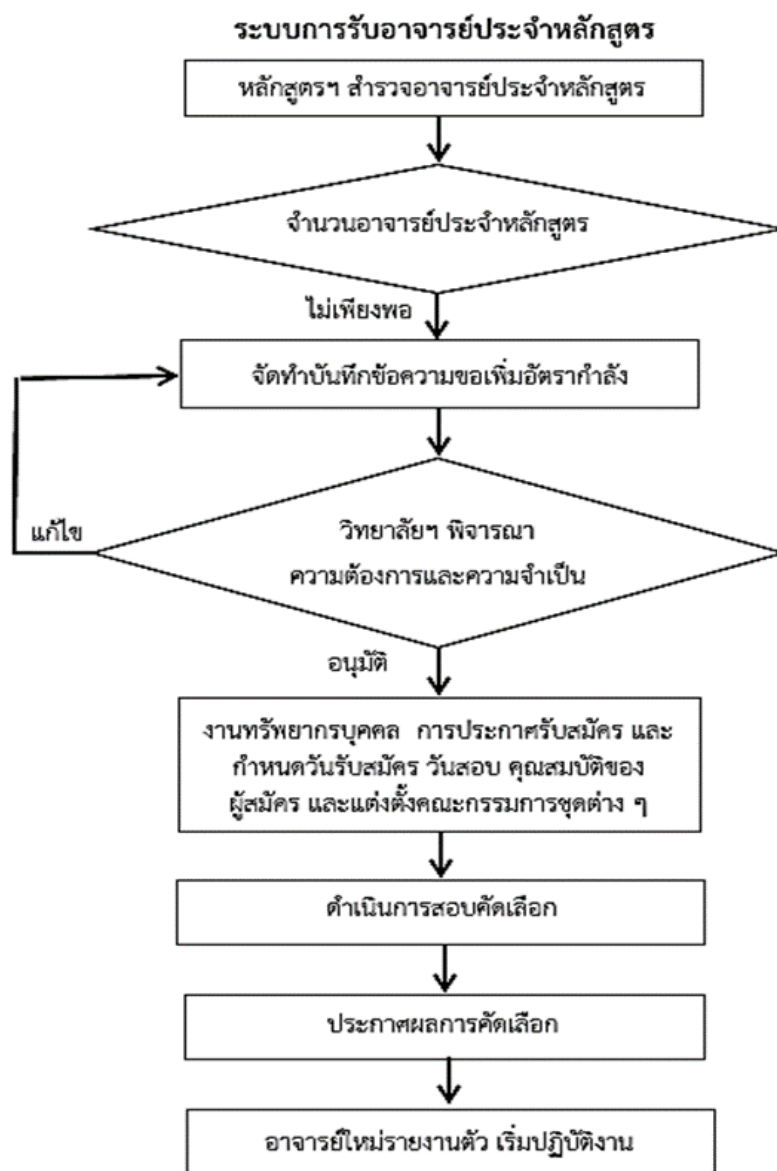 ระบบการรับอาจารย์ประจำหลักสูตร
หลักสูตรฯ สำรวจอาจารย์ประจำหลักสูตร
จำนวนอาจารย์ประจำหลักสูตร
ไม่เพียงพอ
จัดทำบันทึกข้อความขอเพิ่มอัตรากำลัง
แก้ไข
วิทยาลัยฯ พิจารณา
ความต้องการและความจำเป็น
อนุมัติ
งานทรัพยากรบุคคล การประกาศรับสมัคร และ
กำหนดวันรับสมัคร วันสอบ คุณสมบัติของ
ผู้สมัคร และแต่งตั้งคณะกรรมการชุดต่าง ๆ
ดำเนินการสอบคัดเลือก
ประกาศผลการคัดเลือก
อาจารย์ใหม่รายงานตัว เริ่มปฏิบัติงาน